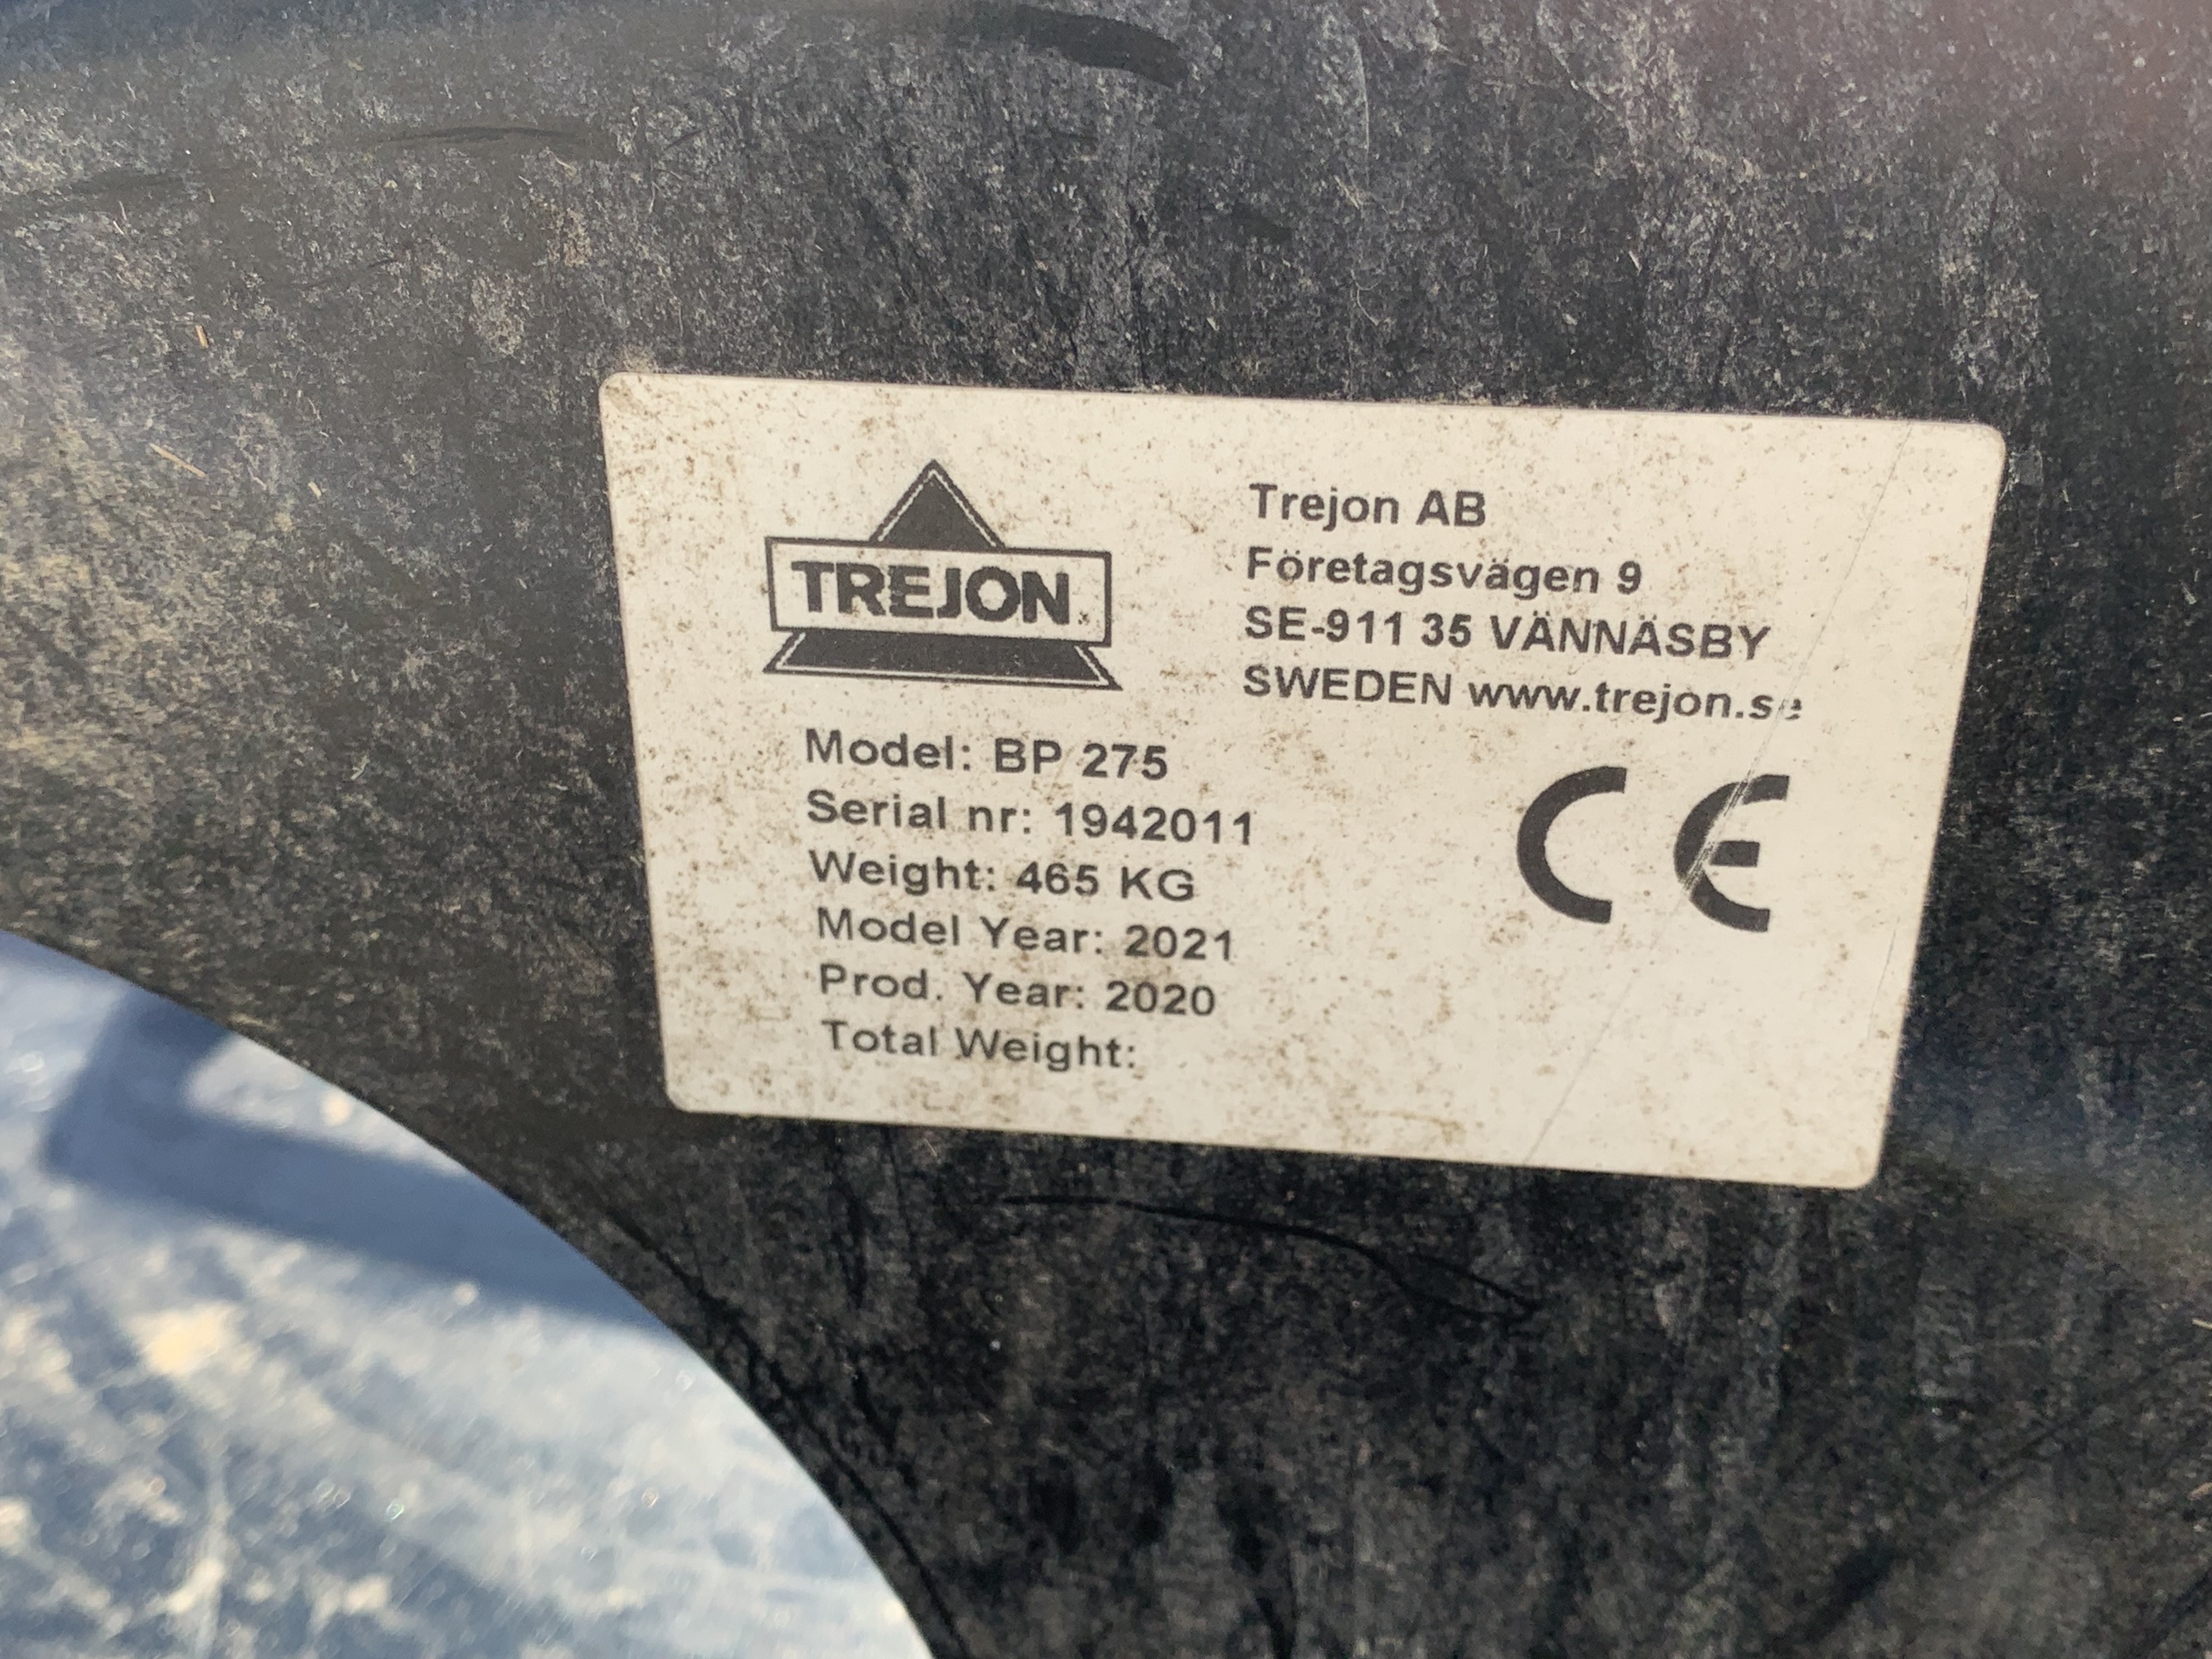 TREJON
Trejon AB
Företagsvägen 9
SE-911 35 VÄNNÄSBY
SWEDEN www.trejon.se
Model: BP 275
Serial nr: 1942011
Weight: 465 KG
Model Year: 2021
Prod. Year: 2020
Total Weight:
CE